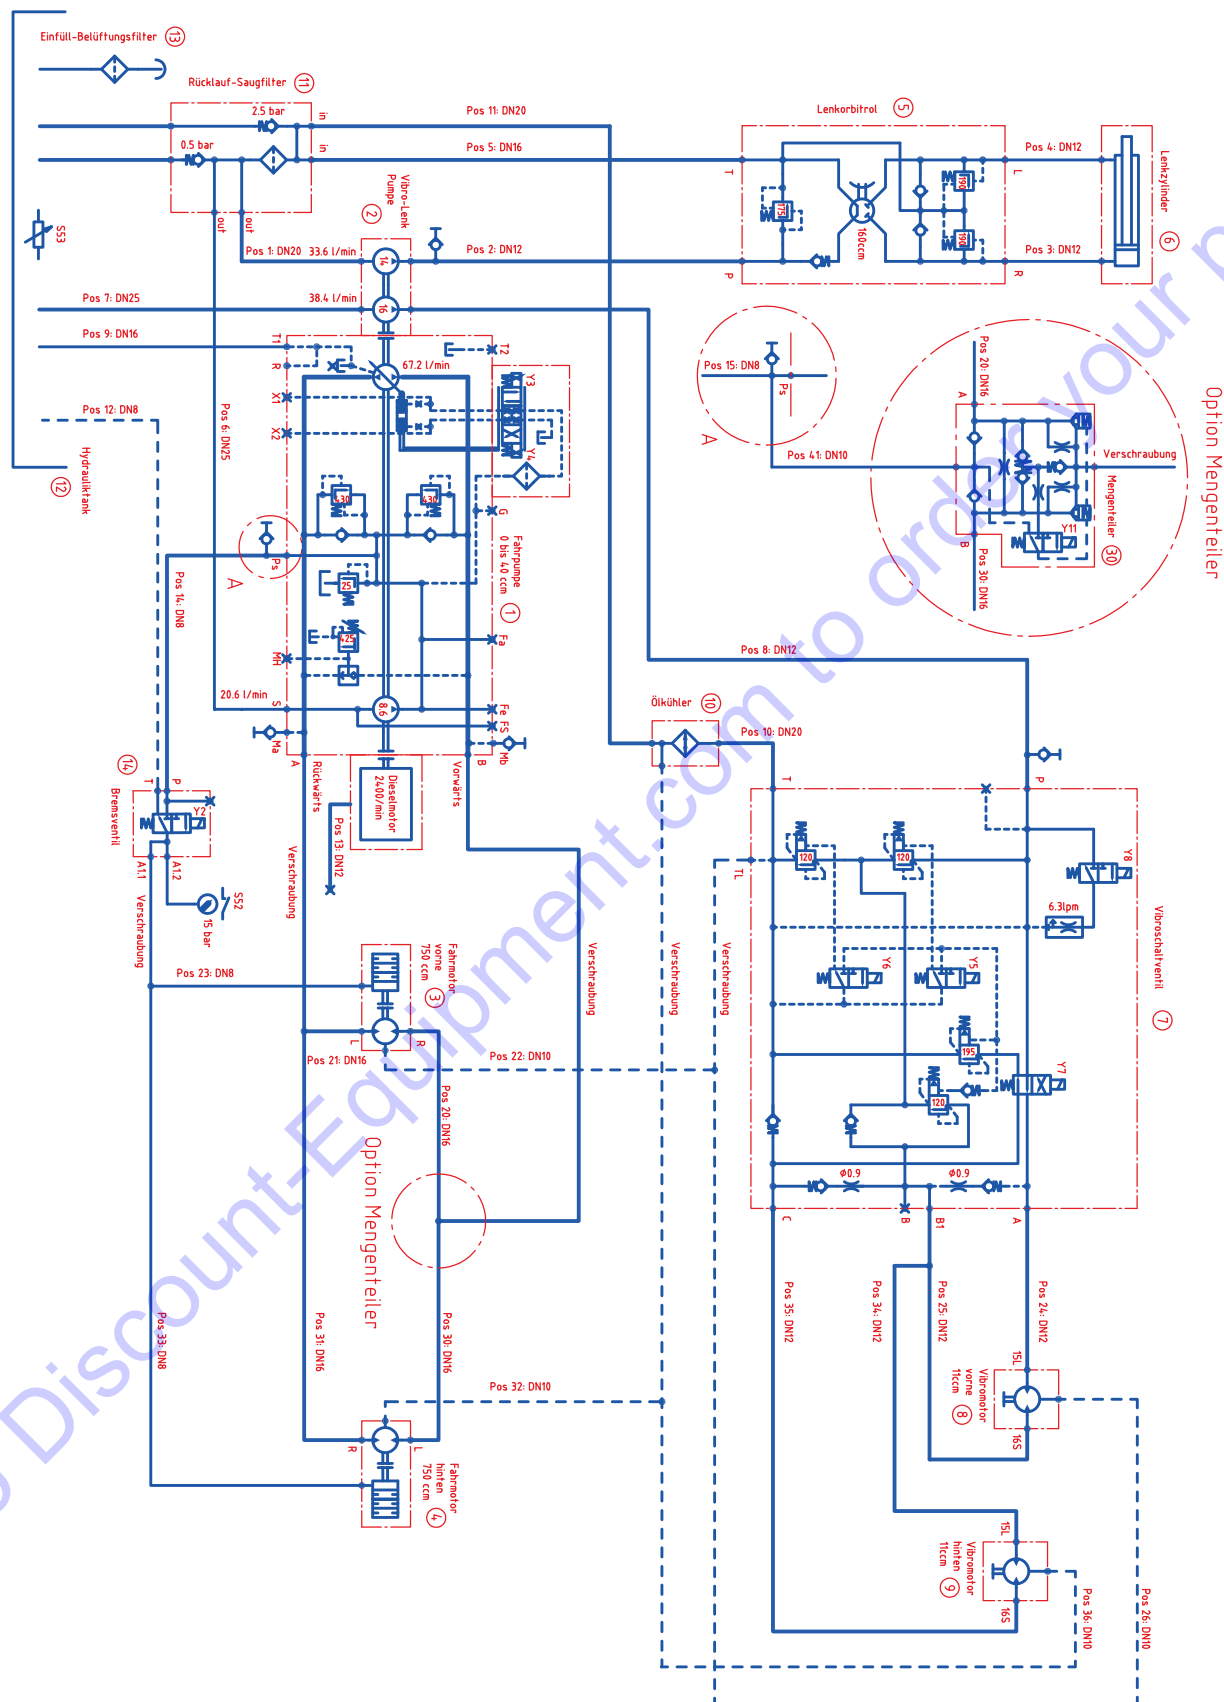 Einfüll-Belüftungsfilter 13
Rücklauf-Saugfilter 11
2.5 bar
in
0.5 bar
in
out
out
S53
Pos 11: DN20
Pos 5: DN16
Vibro-Lenk
Pumpe
2
Pos 1: DN20
33.6 l/min
14
Pos 2: DN12
Lenkorbitrol 5
T
P
175
160ccm
190
190
L
R
Pos 4: DN12
Pos 3: DN12
Lenkzylinder
6
Pos 7: DN25
38.4 l/min
16
Pos 9: DN16
T1
R
X1
X2
67.2 l/min
T2
Y3
Y4
G
Pos 12: DN8
Hydrauliktank
12
Pos 6: DN25
430
430
Fahrpumpe
0 bis 40 ccm
1
Ps
A
25
425
MH
Fa
Pos 14: DN8
20.6 l/min
S
8.6
Fe
FS
Ma
Mb
A
B
Rückwärts
Vorwärts
Dieselmotor
2400/min
Pos 13: DN12
Pos 15: DN8
Ps
A
Pos 41: DN10
Pos 20: DN16
A
Verschraubung
Mengenteiler
30
Y11
B
Pos 30: DN16
Option Mengenteiler
Pos 8: DN12
Ölkühler 10
Pos 10: DN20
14
T
P
Y2
Bremsventil
A1.1
A1.2
Verschraubung
S52
15 bar
Verschraubung
Pos 23: DN8
Fahrmotor
vorne
750 ccm
3
L
R
Pos 21: DN16
Pos 22: DN10
Pos 20: DN16
Verschraubung
Verschraubung
Verschraubung
T
P
TL
120
120
Y8
6.3lpm
Vibroschaltventil
7
Y6
Y5
195
Y7
120
Ø0.9
Ø0.9
C
B
B1
A
Option Mengenteiler
Pos 33: DN8
Pos 31: DN16
Pos 30: DN16
Pos 32: DN10
R
L
Fahrmotor
hinten
750 ccm
4
Pos 35: DN12
Pos 34: DN12
Pos 25: DN12
Pos 24: DN12
15L
Vibromotor
vorne
11ccm
8
16S
15L
Vibromotor
hinten
11ccm
9
16S
Pos 36: DN10
Pos 26: DN10
Discount-Equipment.com to order your